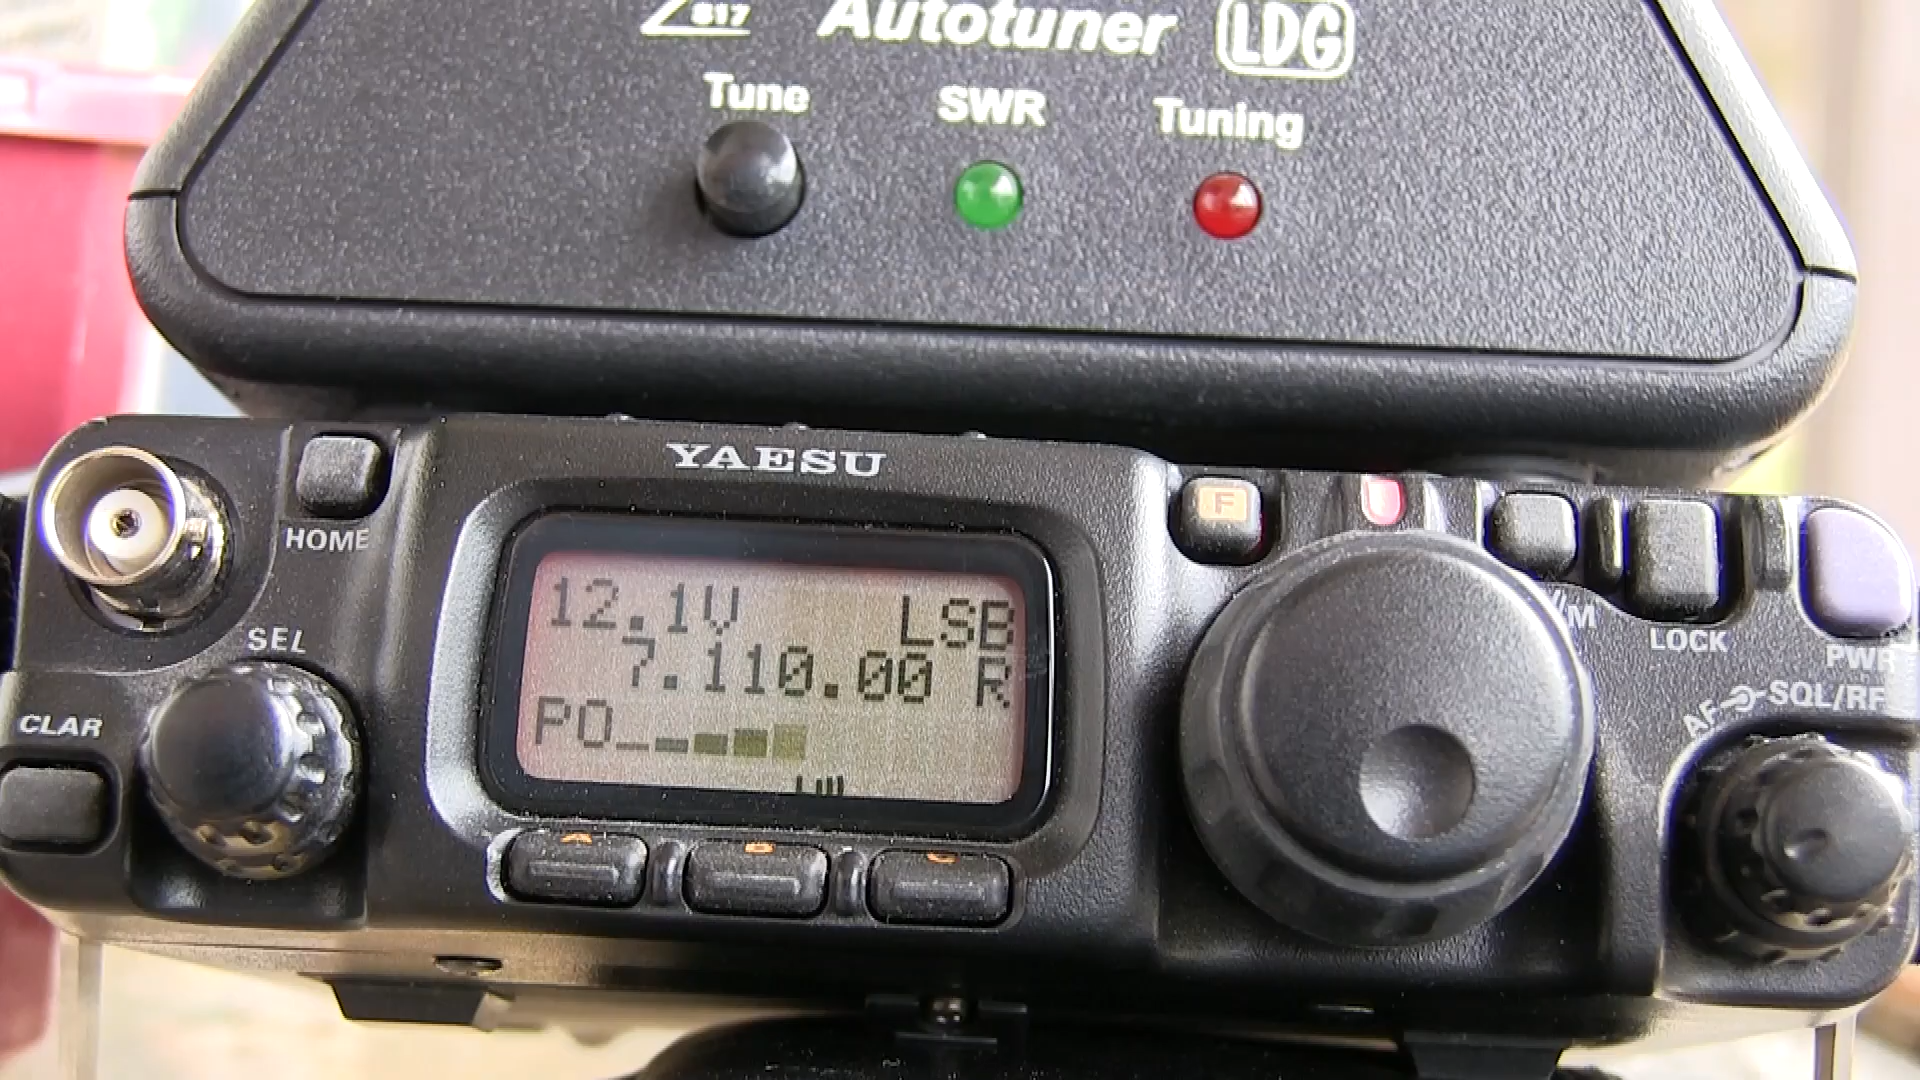 Z817 Autotuner LDG
Tune SWR Tuning
YAESU
HOME
F
SEL
12.1V LSB
7.110.00 R
PO
V/M
LOCK
PWR
CLAR
AF SQL/RF
A B C